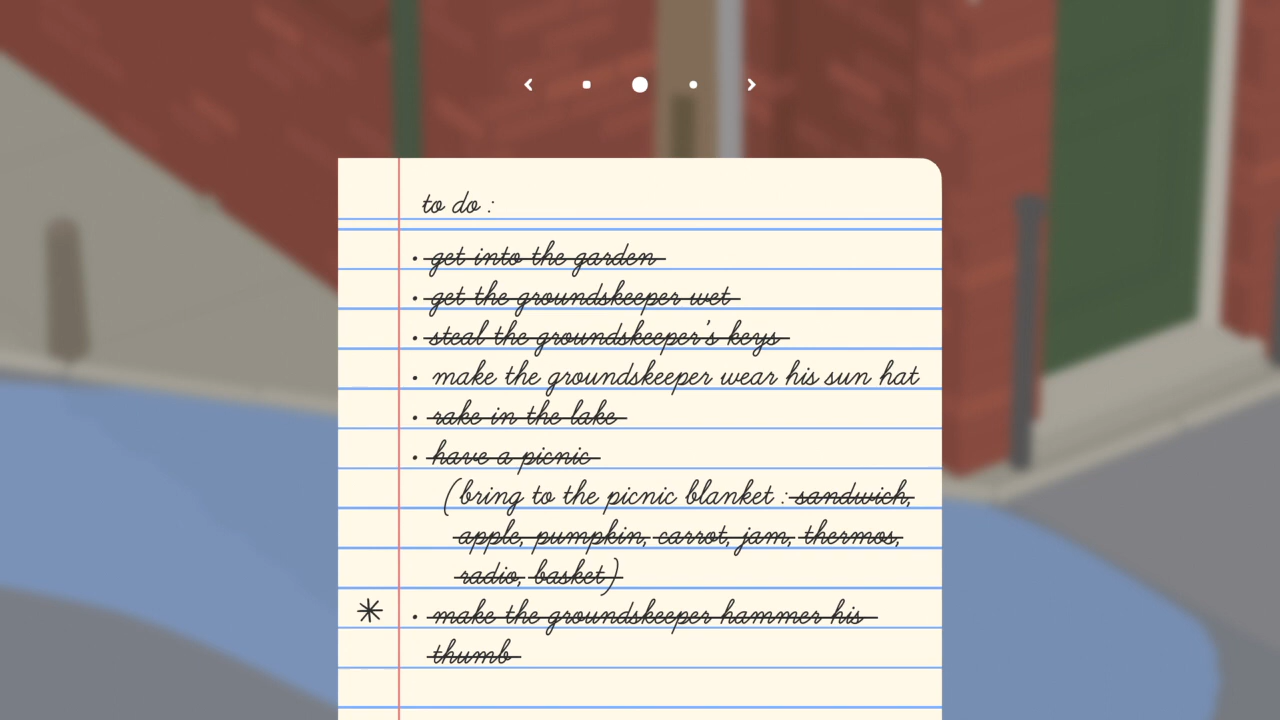 to do :
• get into the garden
• get the groundskeeper wet
• steal the groundskeeper's keys
• make the groundskeeper wear his sun hat
• rake in the lake
• have a picnic
(bring to the picnic blanket : sandwich,
apple, pumpkin, carrot, jam, thermos,
radio, basket)
• make the groundskeeper hammer his
thumb